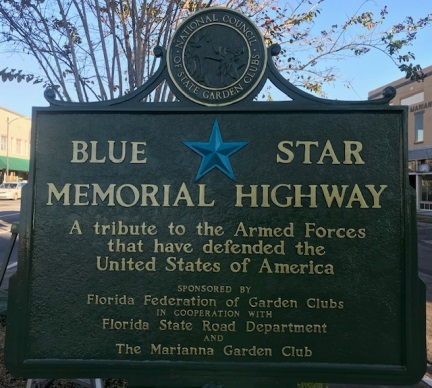 NATIONAL COUNCIL
OF STATE GARDEN CLUBS
BLUE STAR
MEMORIAL HIGHWAY
A tribute to the Armed Forces
that have defended the
United States of America
SPONSORED BY
Florida Federation of Garden Clubs
IN COOPERATION WITH
Florida State Road Department
AND
The Marianna Garden Club